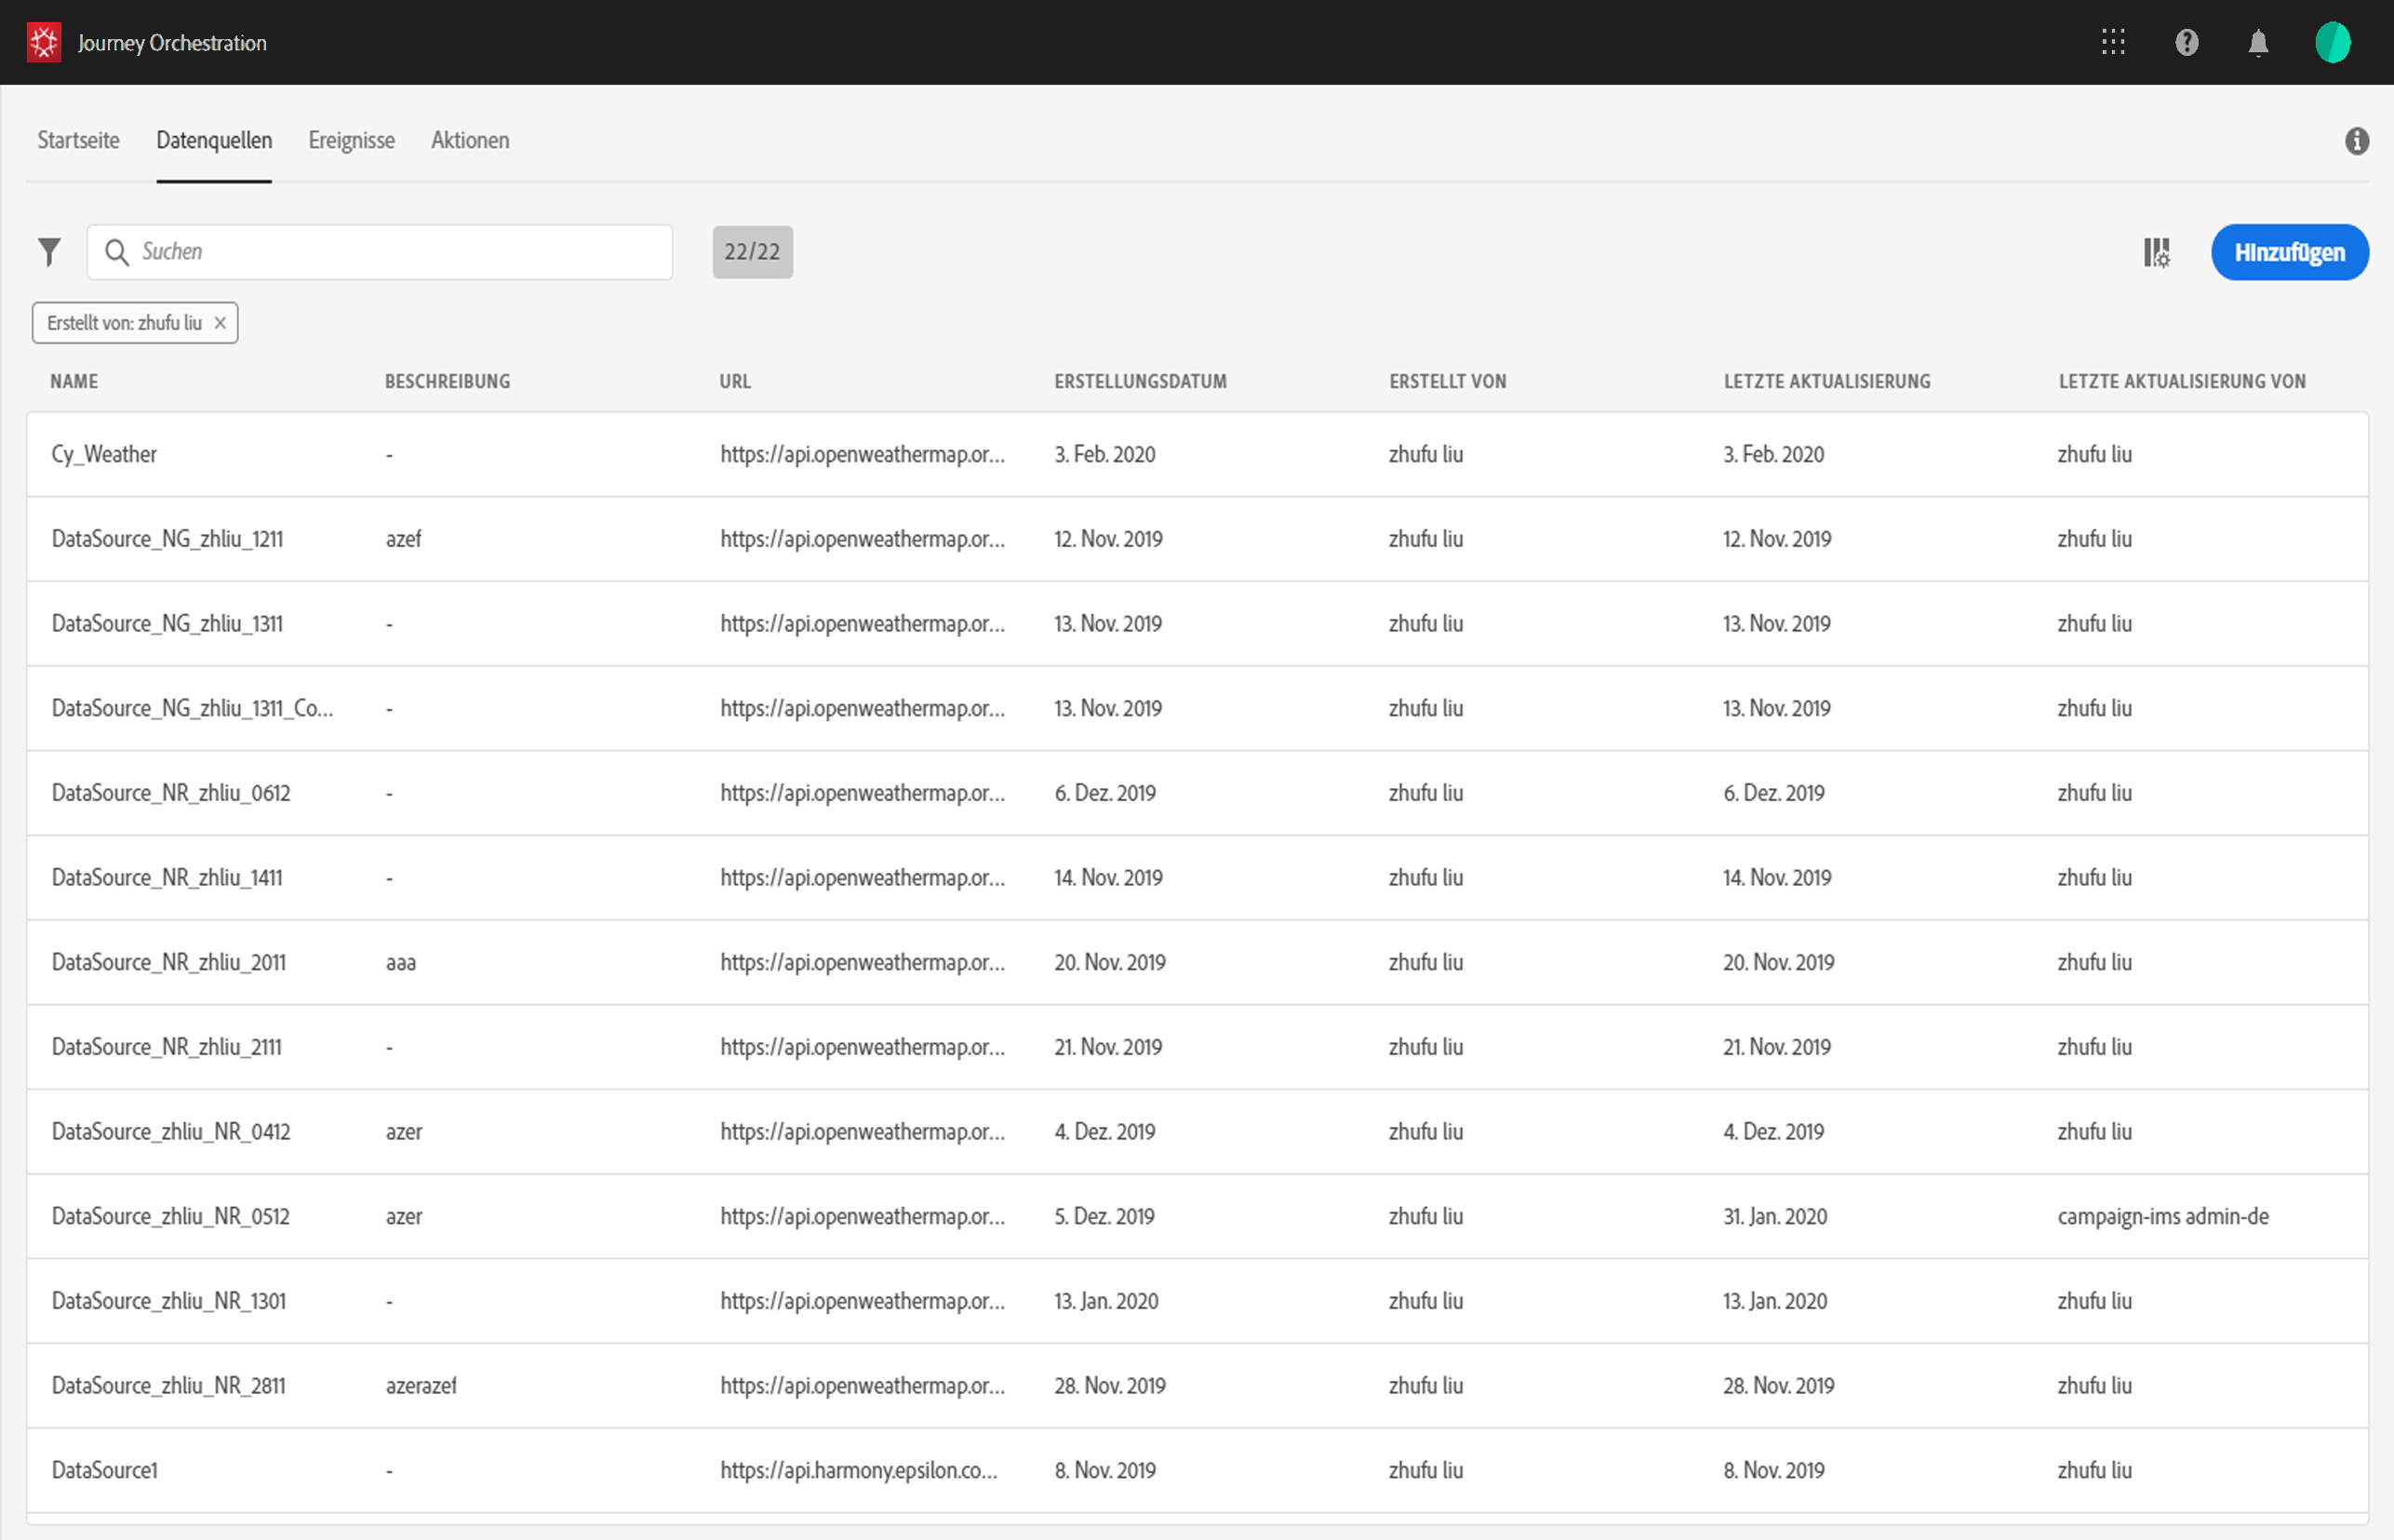 Journey Orchestration
Startseite Datenquellen Ereignisse Aktionen
Suchen 22/22 Hinzufügen
Erstellt von: zhufu liu ×
NAME BESCHREIBUNG URL ERSTELLUNGSDATUM ERSTELLT VON LETZTE AKTUALISIERUNG LETZTE AKTUALISIERUNG VON
Cy_Weather - https://api.openweathermap.or... 3. Feb. 2020 zhufu liu 3. Feb. 2020 zhufu liu
DataSource_NG_zhliu_1211 azef https://api.openweathermap.or... 12. Nov. 2019 zhufu liu 12. Nov. 2019 zhufu liu
DataSource_NG_zhliu_1311 - https://api.openweathermap.or... 13. Nov. 2019 zhufu liu 13. Nov. 2019 zhufu liu
DataSource_NG_zhliu_1311_Co... - https://api.openweathermap.or... 13. Nov. 2019 zhufu liu 13. Nov. 2019 zhufu liu
DataSource_NR_zhliu_0612 - https://api.openweathermap.or... 6. Dez. 2019 zhufu liu 6. Dez. 2019 zhufu liu
DataSource_NR_zhliu_1411 - https://api.openweathermap.or... 14. Nov. 2019 zhufu liu 14. Nov. 2019 zhufu liu
DataSource_NR_zhliu_2011 aaa https://api.openweathermap.or... 20. Nov. 2019 zhufu liu 20. Nov. 2019 zhufu liu
DataSource_NR_zhliu_2111 - https://api.openweathermap.or... 21. Nov. 2019 zhufu liu 21. Nov. 2019 zhufu liu
DataSource_zhliu_NR_0412 azer https://api.openweathermap.or... 4. Dez. 2019 zhufu liu 4. Dez. 2019 zhufu liu
DataSource_zhliu_NR_0512 azer https://api.openweathermap.or... 5. Dez. 2019 zhufu liu 31. Jan. 2020 campaign-ims admin-de
DataSource_zhliu_NR_1301 - https://api.openweathermap.or... 13. Jan. 2020 zhufu liu 13. Jan. 2020 zhufu liu
DataSource_zhliu_NR_2811 azerazef https://api.openweathermap.or... 28. Nov. 2019 zhufu liu 28. Nov. 2019 zhufu liu
DataSource1 - https://api.harmony.epsilon.co... 8. Nov. 2019 zhufu liu 8. Nov. 2019 zhufu liu